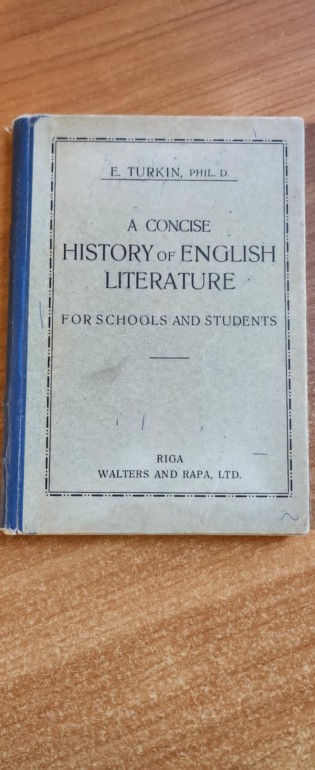 E. TURKIN, PHIL. D.
A CONCISE
HISTORY OF ENGLISH
LITERATURE
FOR SCHOOLS AND STUDENTS
RIGA
WALTERS AND RAPA, LTD.